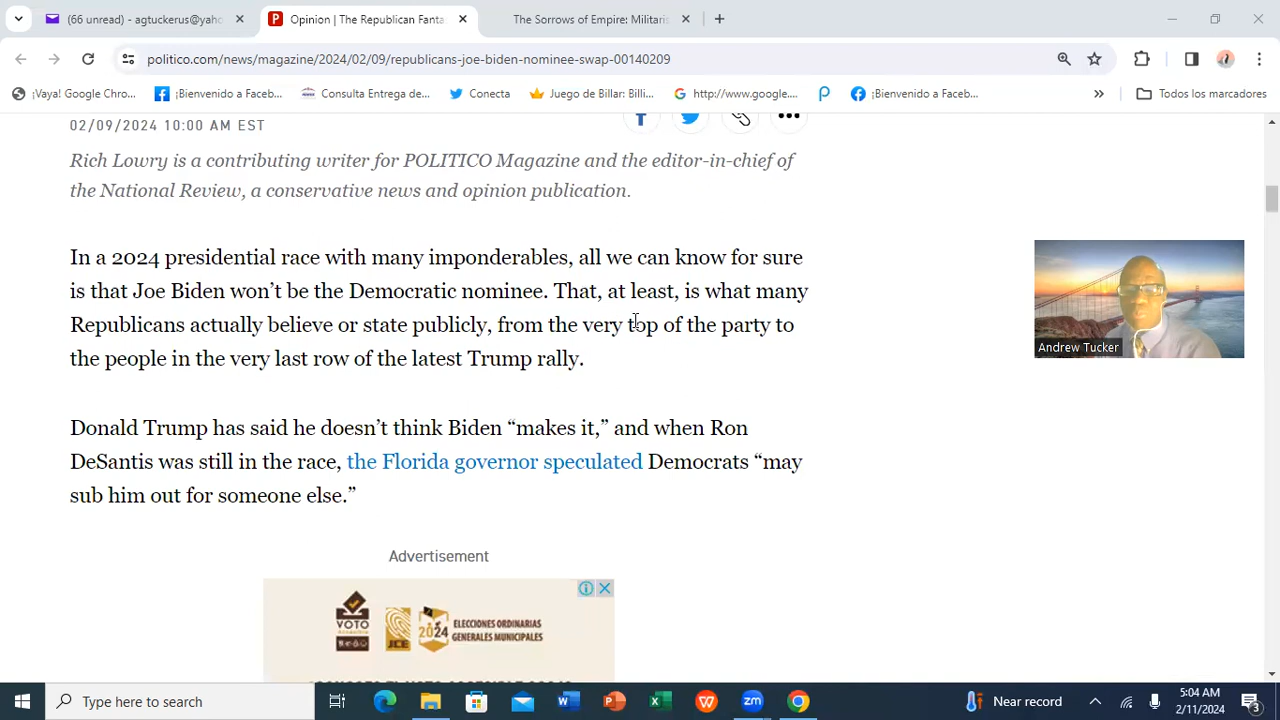 (66 unread) - agtuckerus@yaho
Opinion | The Republican Fanta
The Sorrows of Empire: Militaris
politico.com/news/magazine/2024/02/09/republicans-joe-biden-nominee-swap-00140209
¡Vaya! Google Chro...
¡Bienvenido a Faceb...
Consulta Entrega de...
Conecta
Juego de Billar: Billi...
http://www.google....
¡Bienvenido a Faceb...
Todos los marcadores
02/09/2024 10:00 AM EST
Rich Lowry is a contributing writer for POLITICO Magazine and the editor-in-chief of
the National Review, a conservative news and opinion publication.
In a 2024 presidential race with many imponderables, all we can know for sure
is that Joe Biden won’t be the Democratic nominee. That, at least, is what many
Republicans actually believe or state publicly, from the very top of the party to
the people in the very last row of the latest Trump rally.
Andrew Tucker
Donald Trump has said he doesn’t think Biden “makes it,” and when Ron
DeSantis was still in the race, the Florida governor speculated Democrats “may
sub him out for someone else.”
Advertisement
VOTO
JCE
2024
ELECCIONES ORDINARIAS
GENERALES MUNICIPALES
Type here to search
Near record
5:04 AM
2/11/2024
3